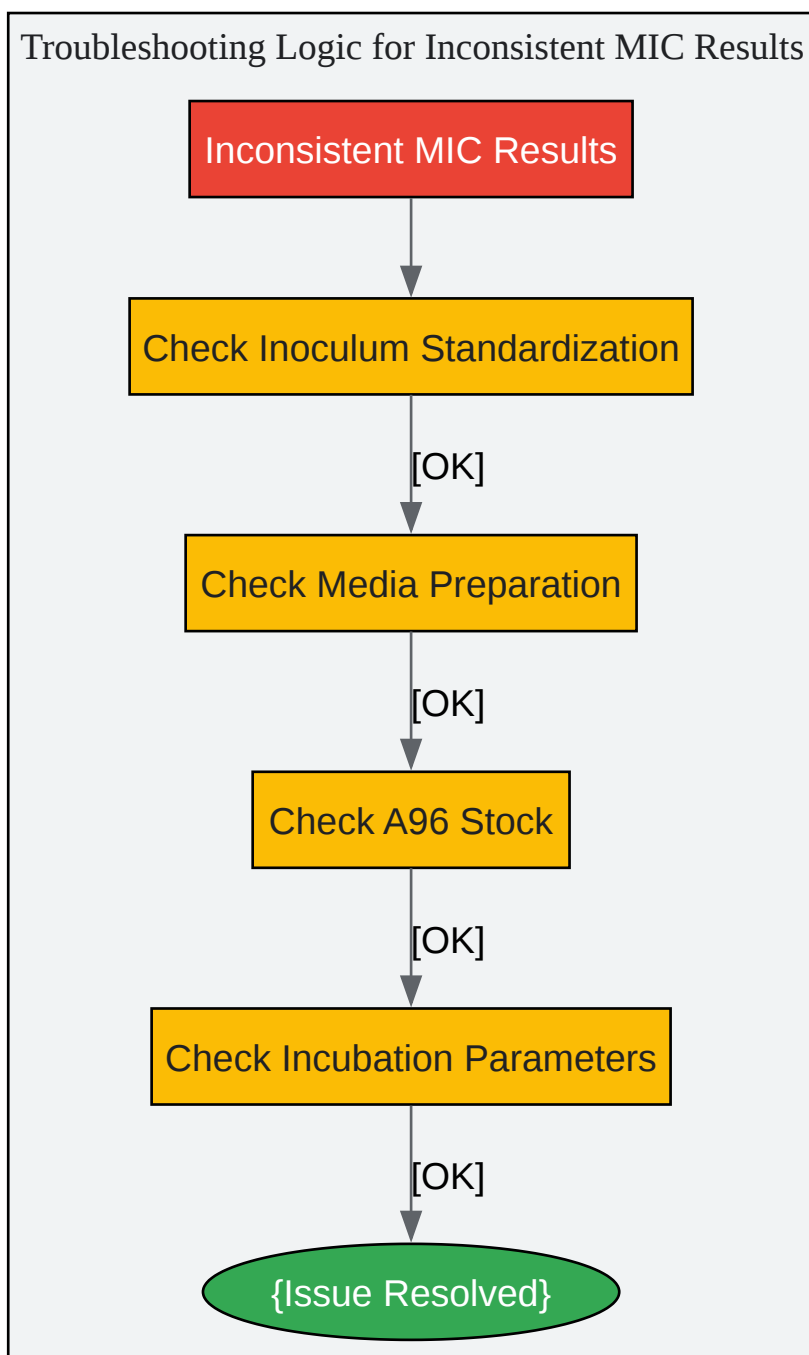 Troubleshooting Logic for Inconsistent MIC Results
Inconsistent MIC Results
Check Inoculum Standardization
[OK]
Check Media Preparation
[OK]
Check A96 Stock
[OK]
Check Incubation Parameters
[OK]
{Issue Resolved}